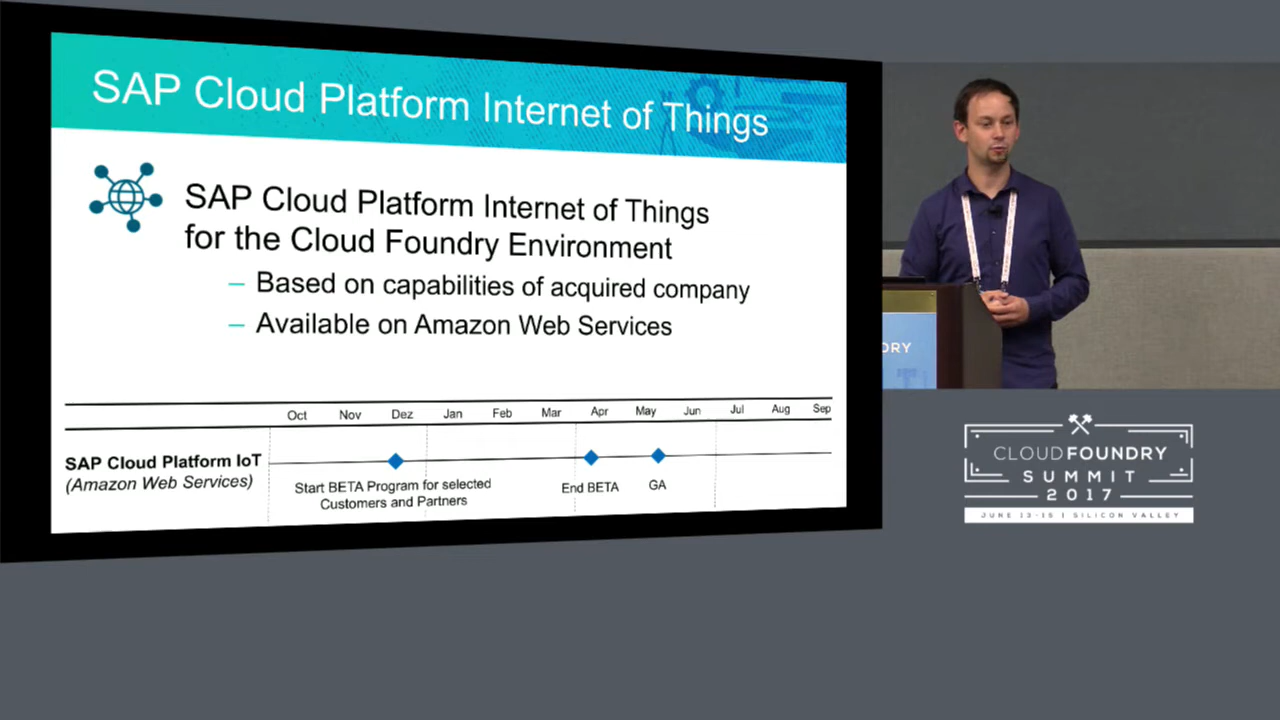 SAP Cloud Platform Internet of Things
SAP Cloud Platform Internet of Things
for the Cloud Foundry Environment
– Based on capabilities of acquired company
– Available on Amazon Web Services
Oct Nov Dez Jan Feb Mar Apr May Jun Jul Aug Sep
SAP Cloud Platform IoT
(Amazon Web Services)
Start BETA Program for selected
Customers and Partners
End BETA
GA
DRY
CLOUDFOUNDRY
SUMMIT
2017
JUNE 13-15 | SILICON VALLEY